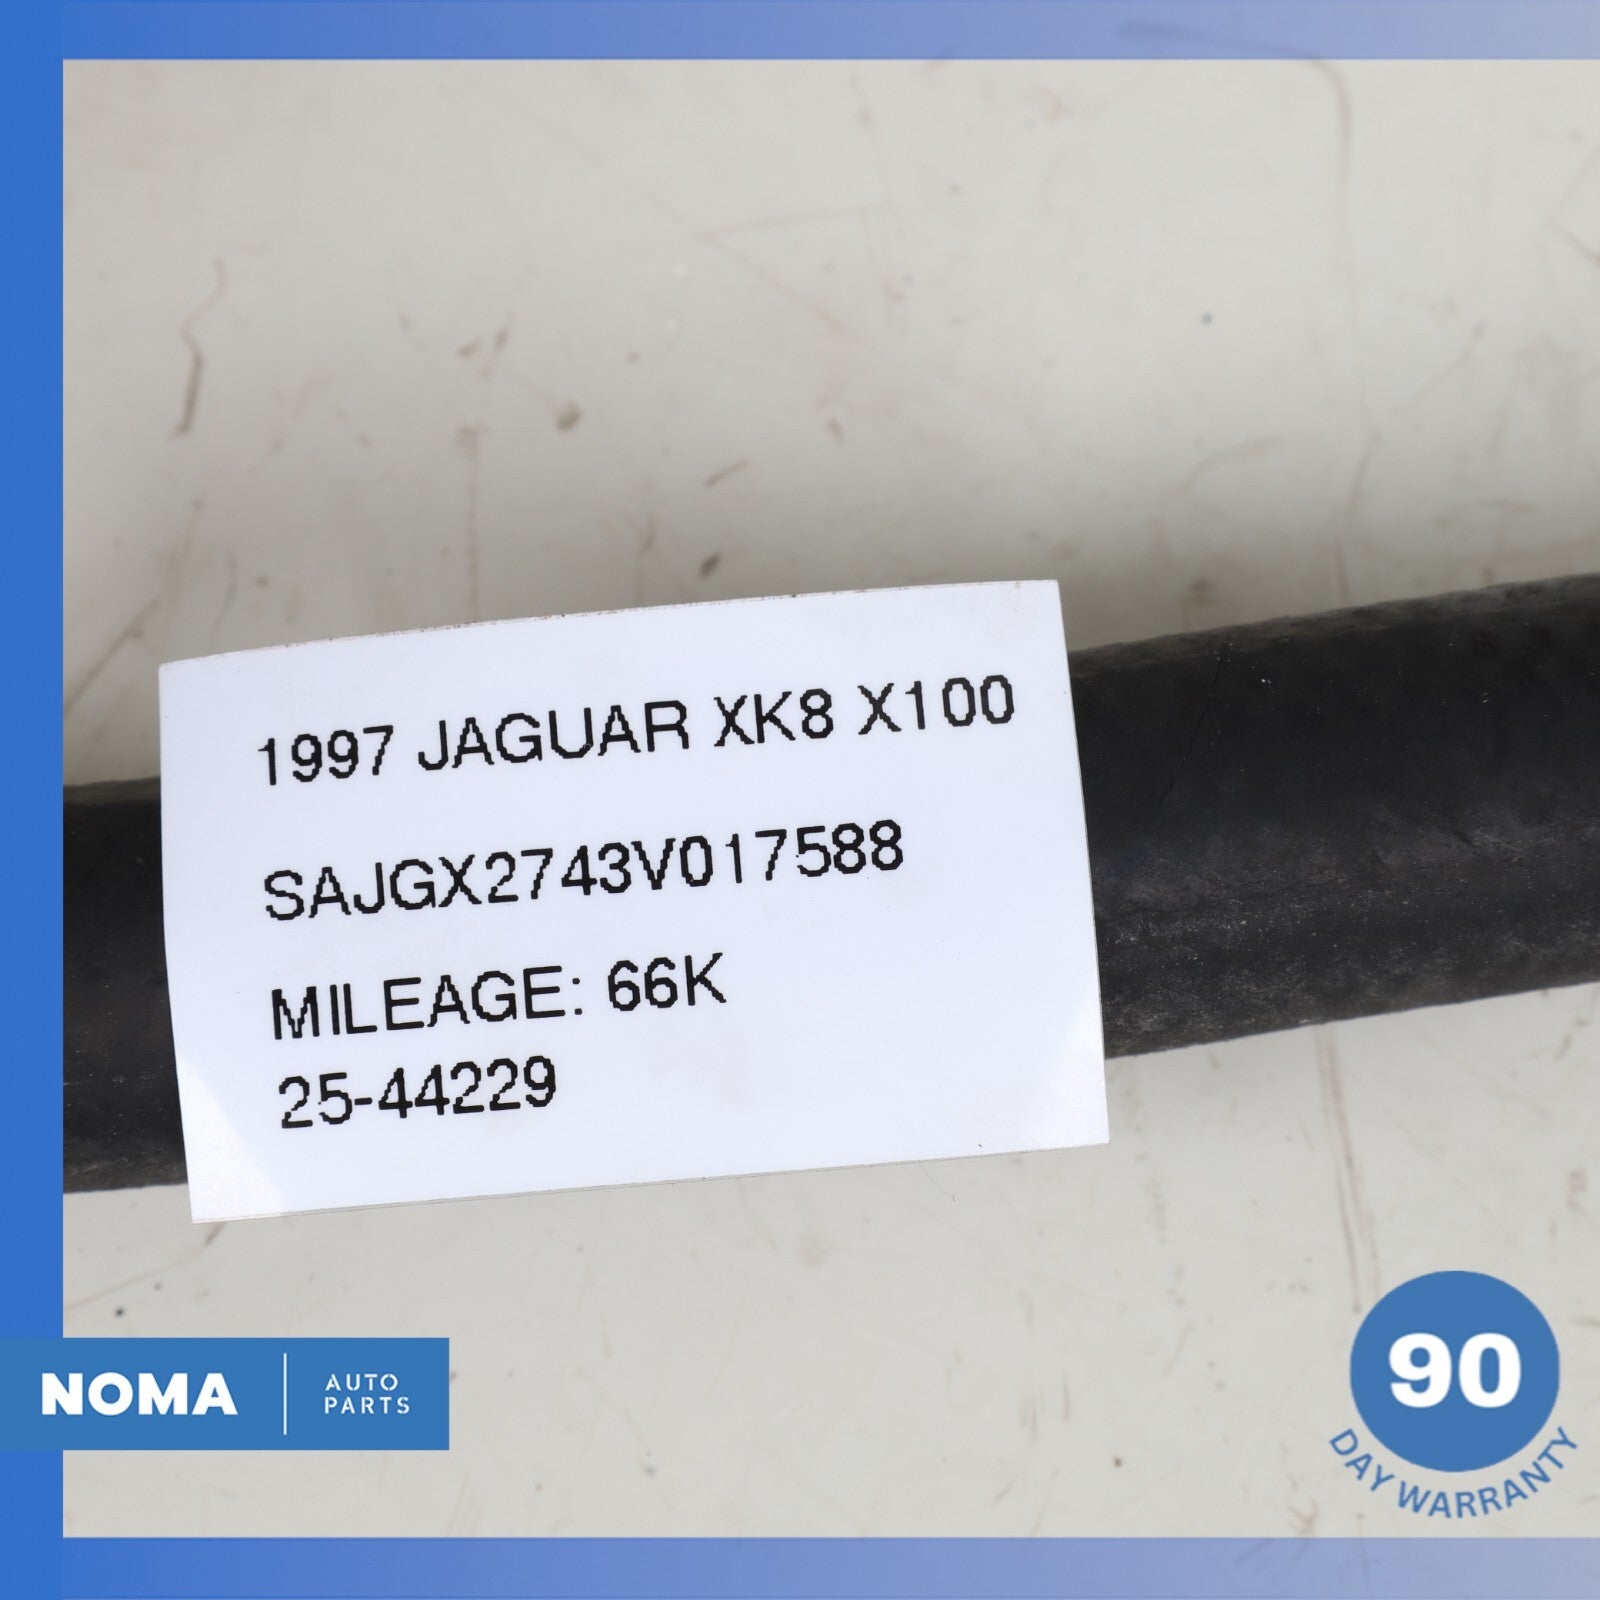 1997 JAGUAR XK8 X100
SAJGX2743V017588
MILEAGE: 66K
25-44229
NOMA
AUTO
PARTS
90
DAY WARRANTY